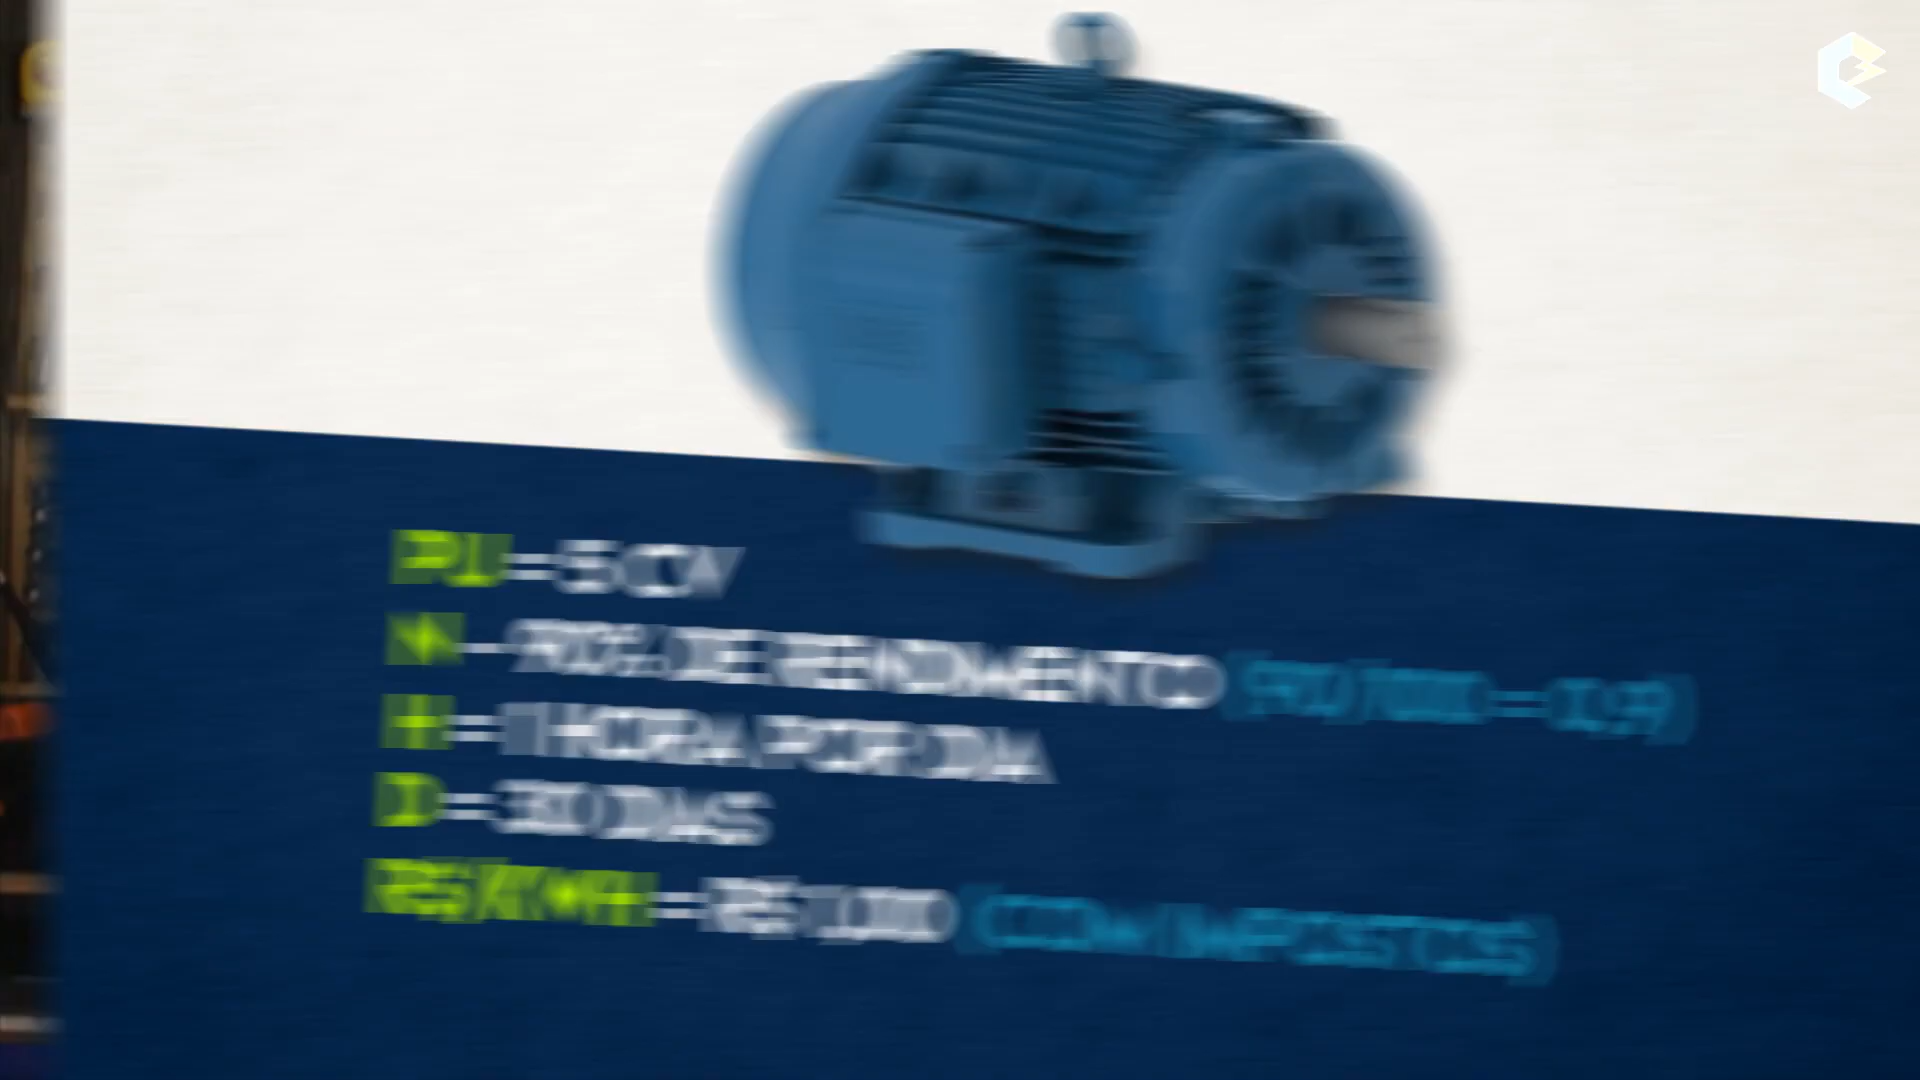 PU = 5 CV
N = 90% DE RENDIMENTO (90/100 = 0,9)
H = 1 HORA POR DIA
D = 30 DIAS
R$/KWH = R$ 1,00 (COM IMPOSTOS)